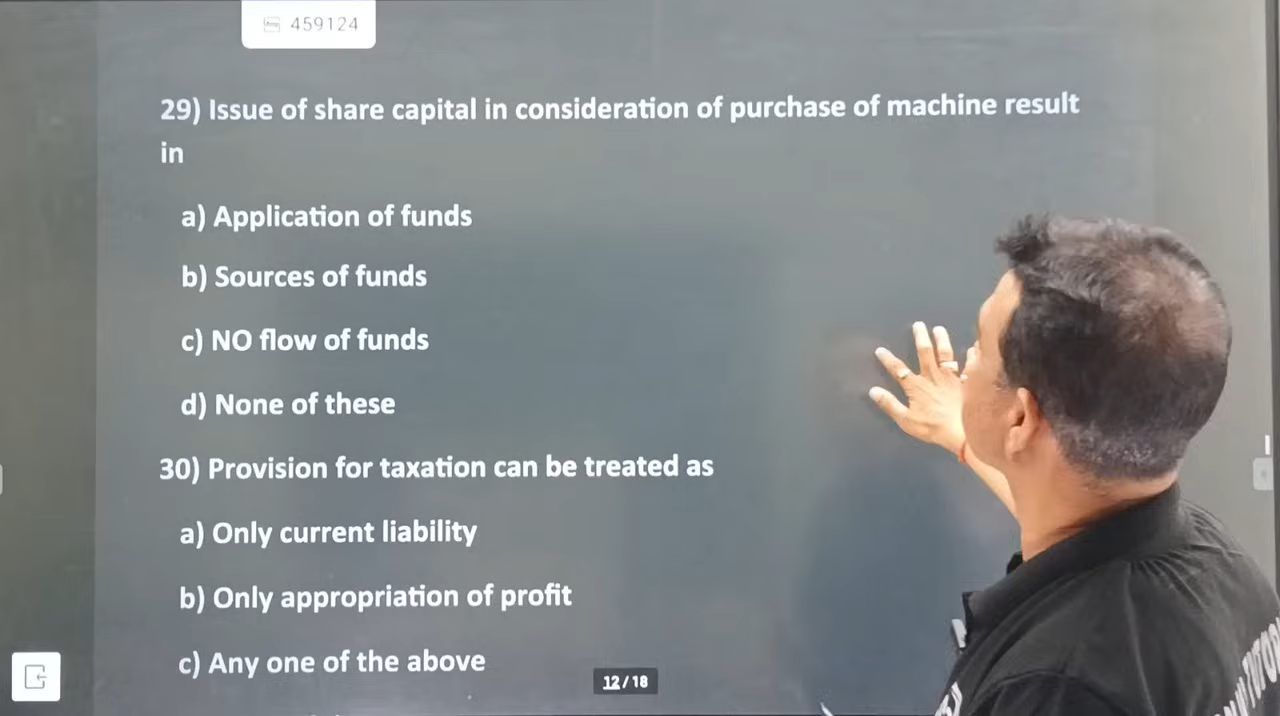 459124
29) Issue of share capital in consideration of purchase of machine result
in
a) Application of funds
b) Sources of funds
c) NO flow of funds
d) None of these
30) Provision for taxation can be treated as
a) Only current liability
b) Only appropriation of profit
c) Any one of the above
12/18